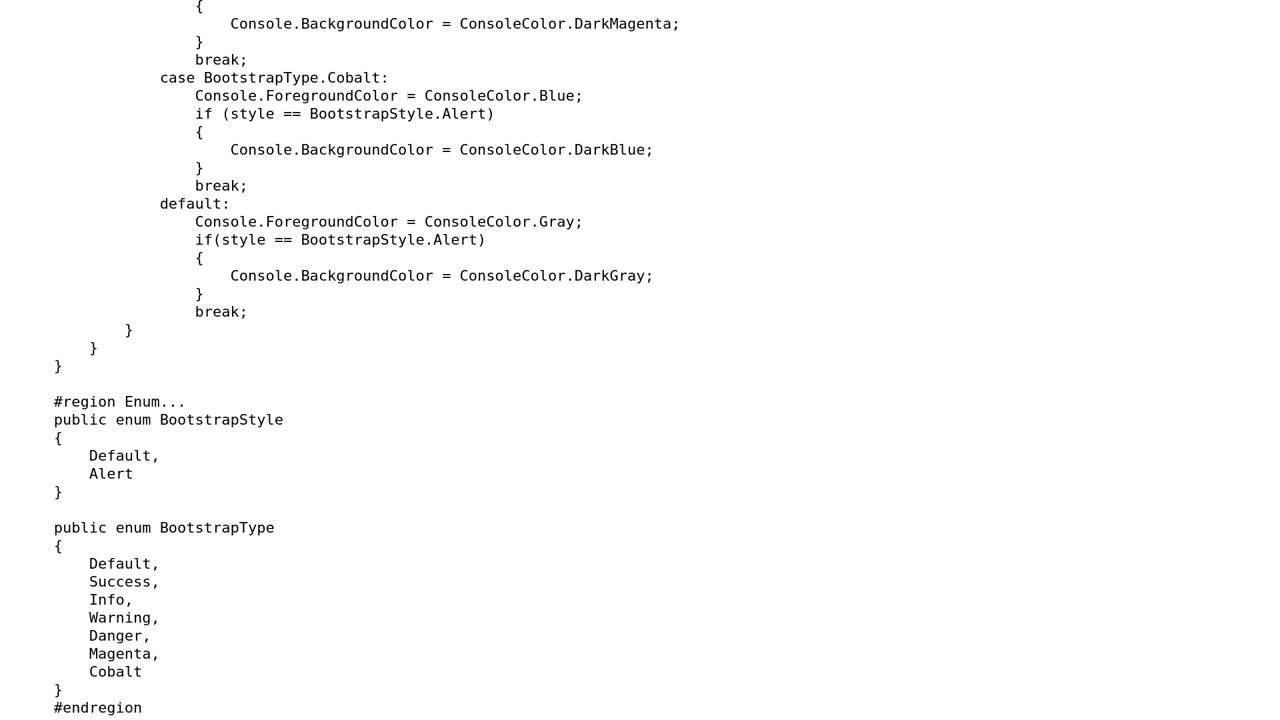 {
                    Console.BackgroundColor = ConsoleColor.DarkMagenta;
                }
                break;
            case BootstrapType.Cobalt:
                Console.ForegroundColor = ConsoleColor.Blue;
                if (style == BootstrapStyle.Alert)
                {
                    Console.BackgroundColor = ConsoleColor.DarkBlue;
                }
                break;
            default:
                Console.ForegroundColor = ConsoleColor.Gray;
                if(style == BootstrapStyle.Alert)
                {
                    Console.BackgroundColor = ConsoleColor.DarkGray;
                }
                break;
        }
    }
}

#region Enum...
public enum BootstrapStyle
{
    Default,
    Alert
}

public enum BootstrapType
{
    Default,
    Success,
    Info,
    Warning,
    Danger,
    Magenta,
    Cobalt
}
#endregion